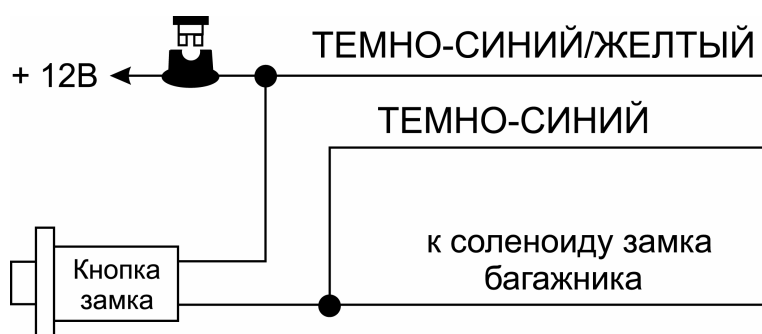 ТЕМНО-СИНИЙ/ЖЕЛТЫЙ
+ 12В
ТЕМНО-СИНИЙ
к соленоиду замка
багажника
Кнопка
замка